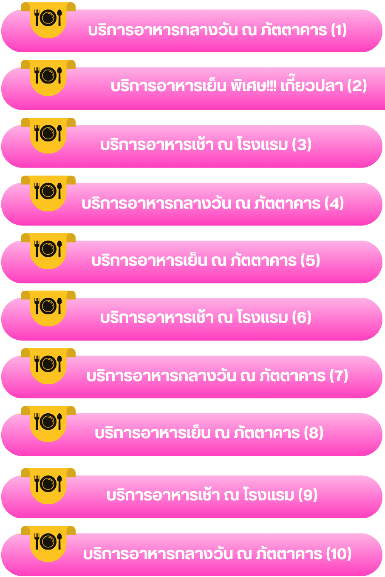 บริการอาหารกลางวัน ณ ภัตตาคาร (1)
บริการอาหารเย็น พิเศษ!!! เกี๊ยวปลา (2)
บริการอาหารเช้า ณ โรงแรม (3)
บริการอาหารกลางวัน ณ ภัตตาคาร (4)
บริการอาหารเย็น ณ ภัตตาคาร (5)
บริการอาหารเช้า ณ โรงแรม (6)
บริการอาหารกลางวัน ณ ภัตตาคาร (7)
บริการอาหารเย็น ณ ภัตตาคาร (8)
บริการอาหารเช้า ณ โรงแรม (9)
บริการอาหารกลางวัน ณ ภัตตาคาร (10)